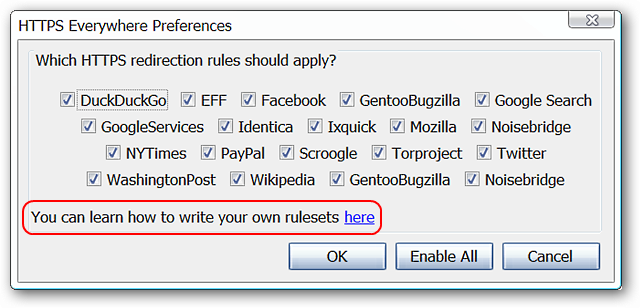 HTTPS Everywhere Preferences
Which HTTPS redirection rules should apply?
DuckDuckGo EFF Facebook GentooBugzilla Google Search
GoogleServices Identica Ixquick Mozilla Noisebridge
NYTimes PayPal Scroogle Torproject Twitter
WashingtonPost Wikipedia GentooBugzilla Noisebridge
You can learn how to write your own rulesets here
OK Enable All Cancel